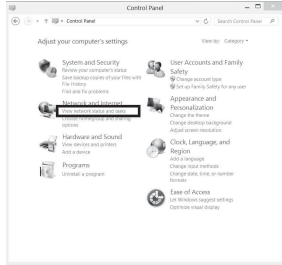 Control Panel
Control Panel
Search Control Panel
Adjust your computer's settings
View by: Category
System and Security
Review your computer's status
Save backup copies of your files with
File History
Find and fix problems
Network and Internet
View network status and tasks
Choose homegroup and sharing
options
Hardware and Sound
View devices and printers
Add a device
Programs
Uninstall a program
User Accounts and Family
Safety
Change account type
Set up Family Safety for any user
Appearance and
Personalization
Change the theme
Change desktop background
Adjust screen resolution
Clock, Language, and
Region
Add a language
Change input methods
Change date, time, or number
formats
Ease of Access
Let Windows suggest settings
Optimize visual display